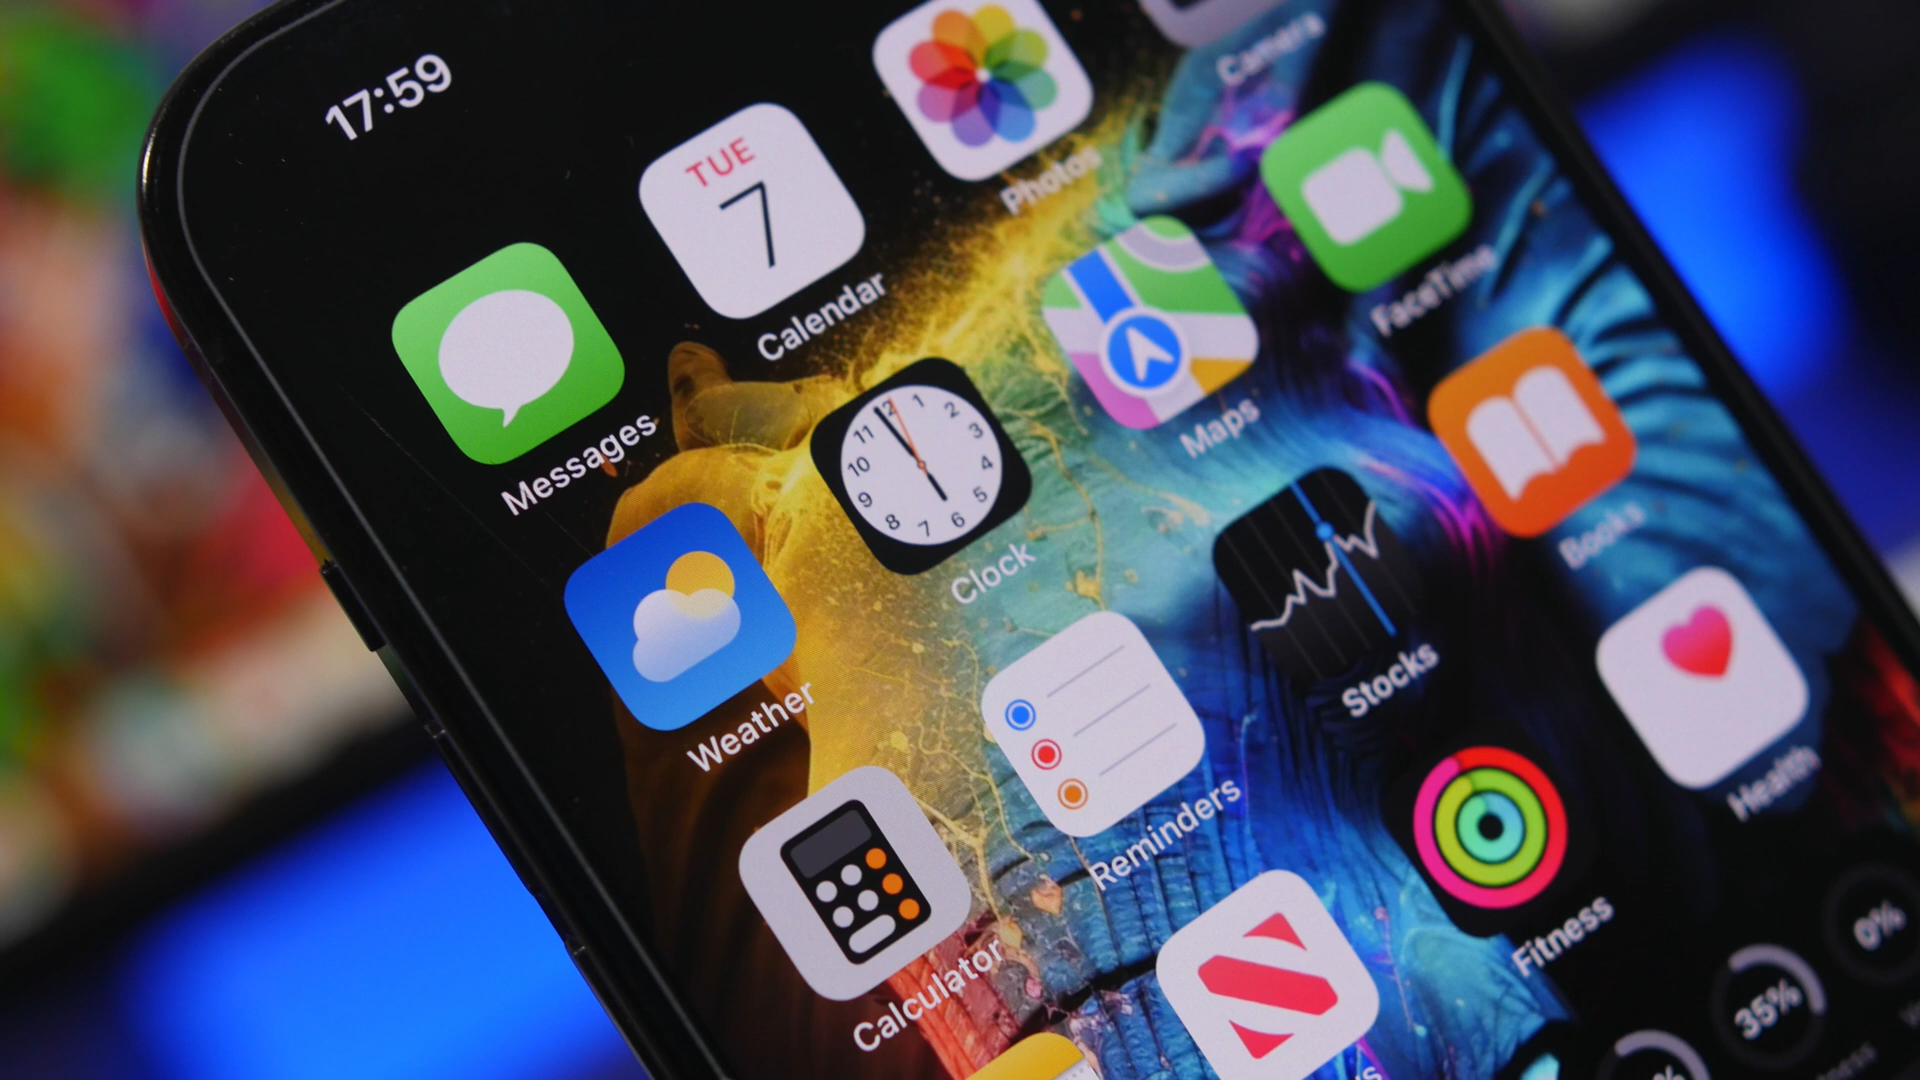 17:59
TUE
7
Calendar
Photos
Camera
Messages
12 1 2 3 4 5 6 7 8 9 10 11
Clock
Maps
FaceTime
Weather
Reminders
Stocks
Books
Calculator
Fitness
Health
35%
0%